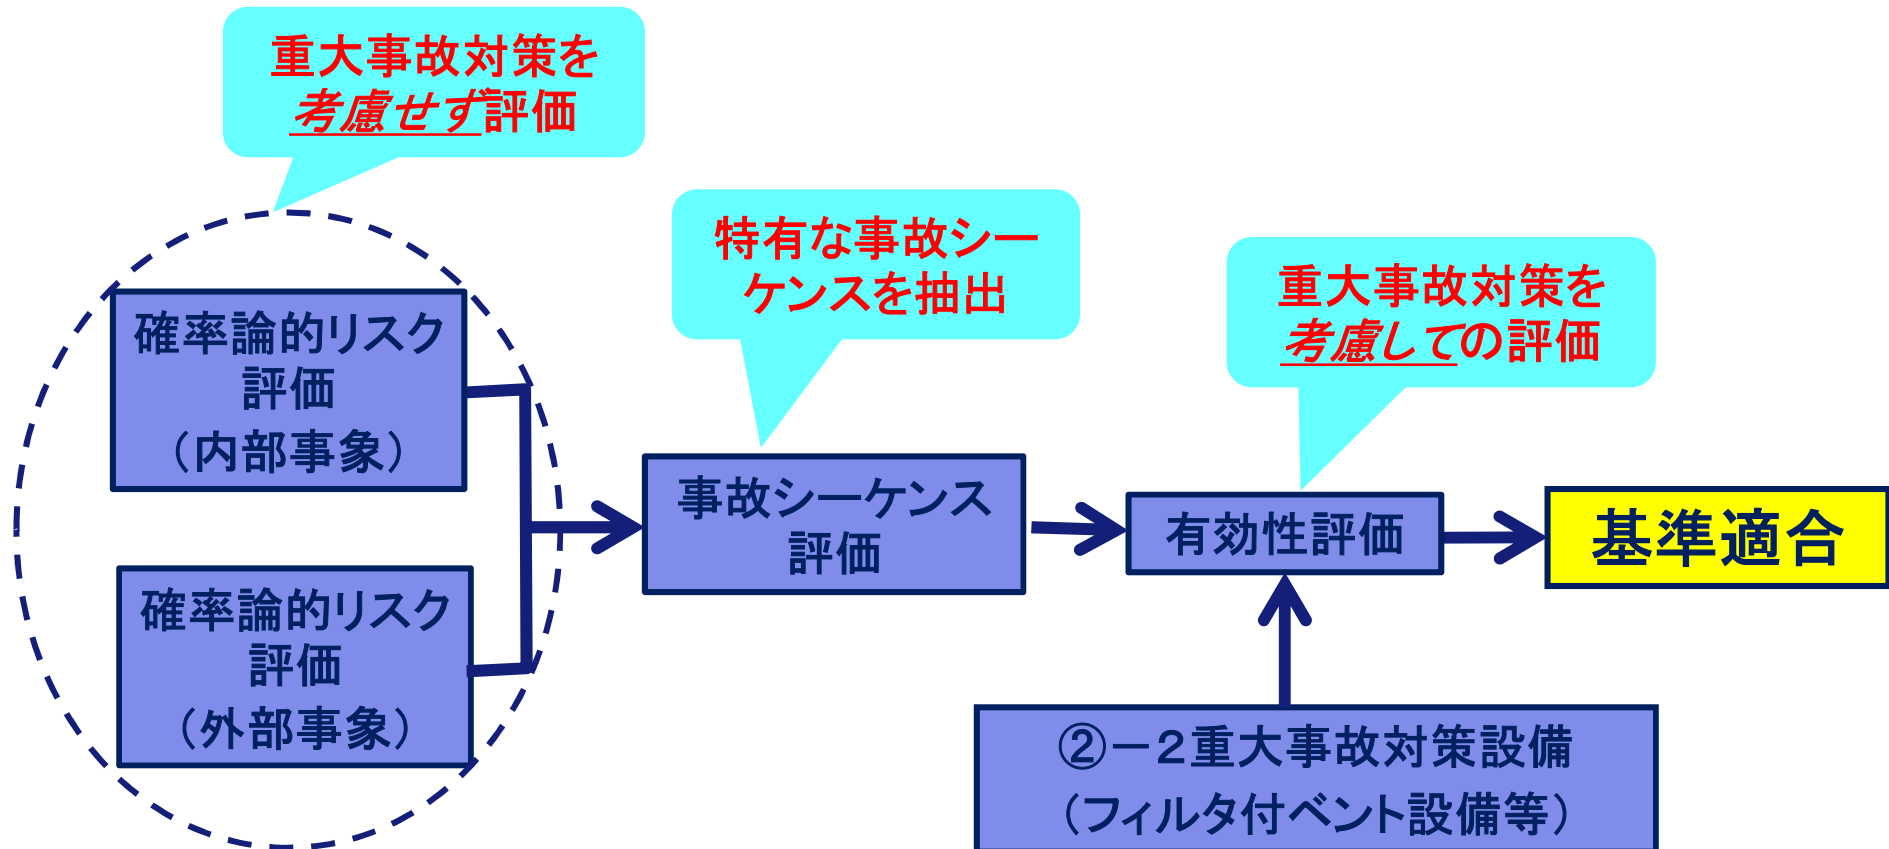 重大事故対策を
考慮せず評価
特有な事故シー
ケンスを抽出
重大事故対策を
考慮しての評価
確率論的リスク
評価
（内部事象）
確率論的リスク
評価
（外部事象）
事故シーケンス
評価
有効性評価
基準適合
②－２重大事故対策設備
（フィルタ付ベント設備等）